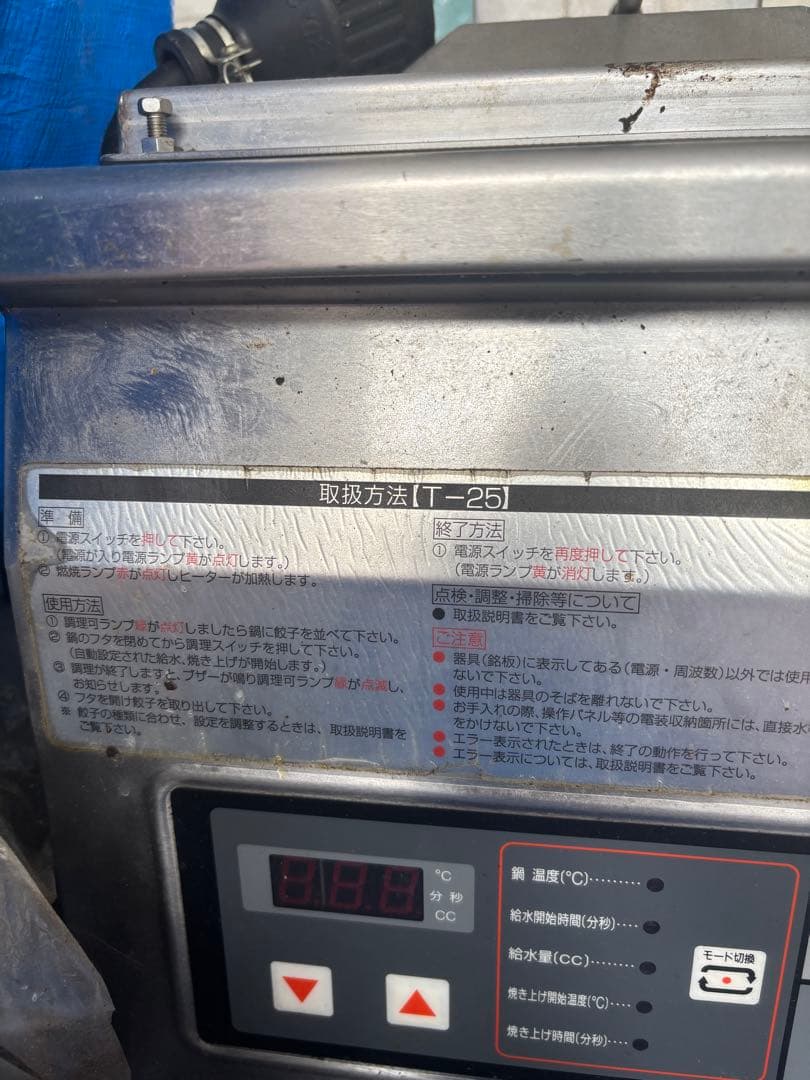 取扱方法【T-25】
準備
① 電源スイッチを押して下さい。
(電源が入り電源ランプ黄が点灯します。)
② 燃焼ランプ赤が点灯しヒーターが加熱します。
使用方法
① 調理可ランプ緑が点灯しましたら鍋に餃子を並べて下さい。
② 鍋のフタを閉めてから調理スイッチを押して下さい。
(自動設定された給水、焼き上げが開始します。)
③ 調理が終了しますと、ブザーが鳴り調理可ランプ緑が点滅し、
お知らせします。
④ フタを開け餃子を取り出して下さい。
※ 餃子の種類に合わせ、設定を調整するときは、取扱説明書を
ご覧下さい。
終了方法
① 電源スイッチを再度押して下さい。
(電源ランプ黄が消灯します。)
点検・調整・掃除等について
● 取扱説明書をご覧下さい。
ご注意
● 器具(銘板)に表示してある(電源・周波数)以外では使用
ないで下さい。
● 使用中は器具のそばを離れないで下さい。
● お手入れの際、操作パネル等の電装収納箇所には、直接水
をかけないで下さい。
● エラー表示されたときは、終了の動作を行って下さい。
● エラー表示については、取扱説明書をご覧下さい。
℃
分 秒
CC
鍋 温度(℃)·········
給水開始時間(分秒)····
給水量(CC)·······
焼き上げ開始温度(℃)····
焼き上げ時間(分秒)····
モード切換